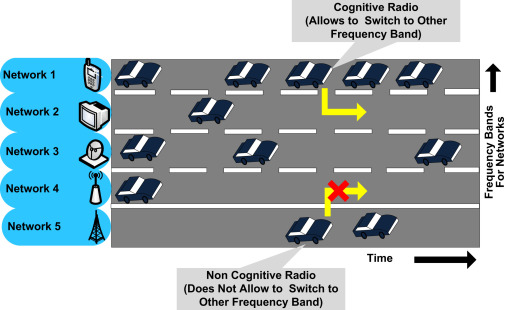 Cognitive Radio
(Allows to Switch to Other
Frequency Band)
Network 1
Network 2
Network 3
Network 4
Network 5
Frequency Bands
For Networks
Time
Non Cognitive Radio
(Does Not Allow to Switch to
Other Frequency Band)